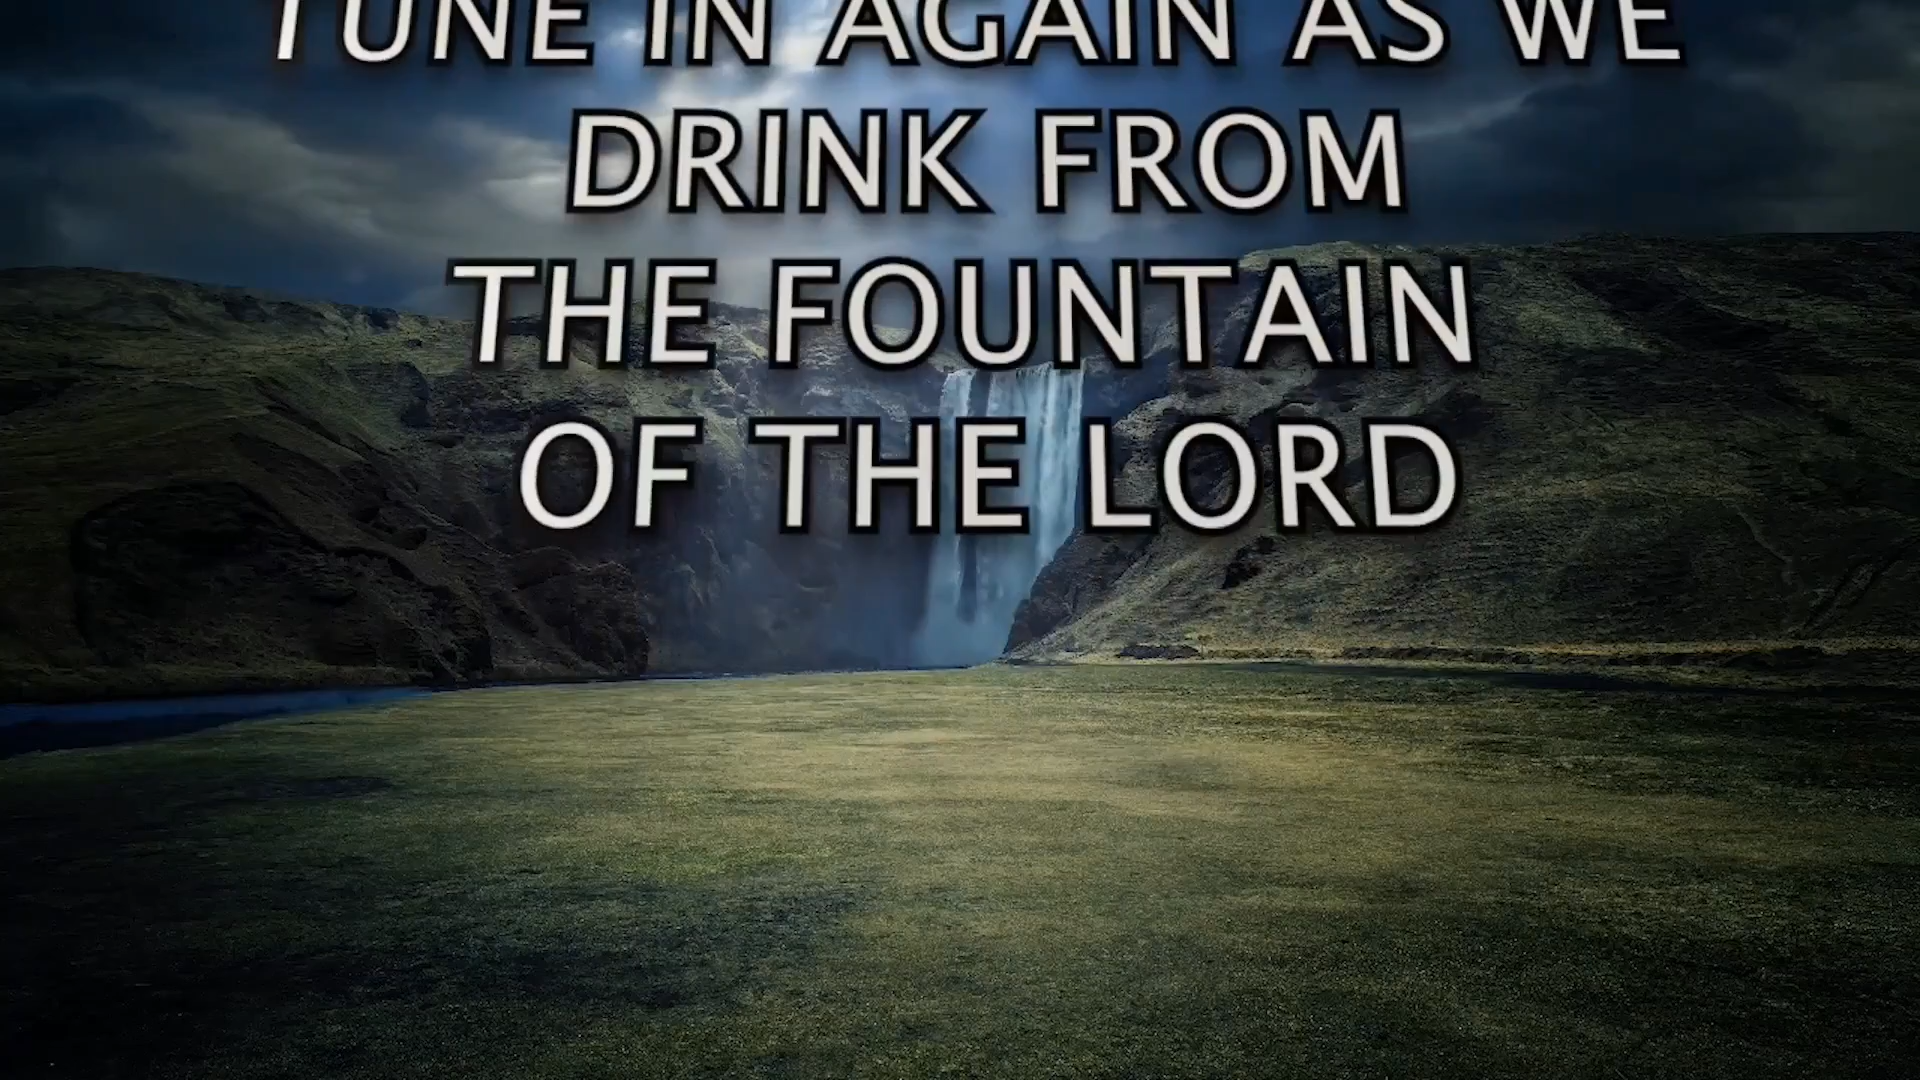 TUNE IN AGAIN AS WE
DRINK FROM
THE FOUNTAIN
OF THE LORD